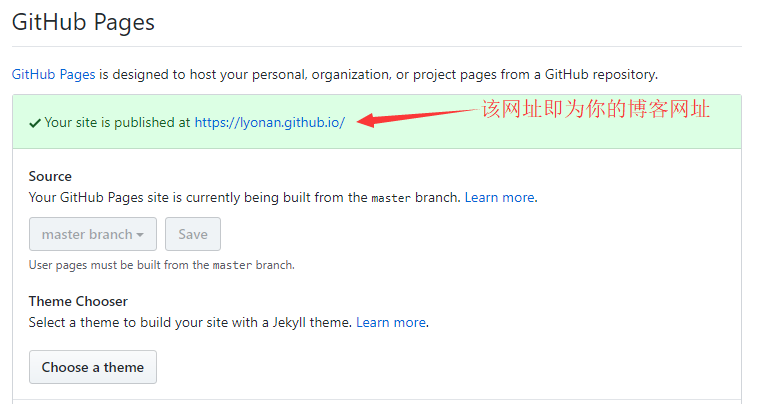 GitHub Pages
GitHub Pages is designed to host your personal, organization, or project pages from a GitHub repository.
✔ Your site is published at https://lyonan.github.io/
该网址即为你的博客网址
Source
Your GitHub Pages site is currently being built from the master branch. Learn more.
master branch Save
User pages must be built from the master branch.
Theme Chooser
Select a theme to build your site with a Jekyll theme. Learn more.
Choose a theme